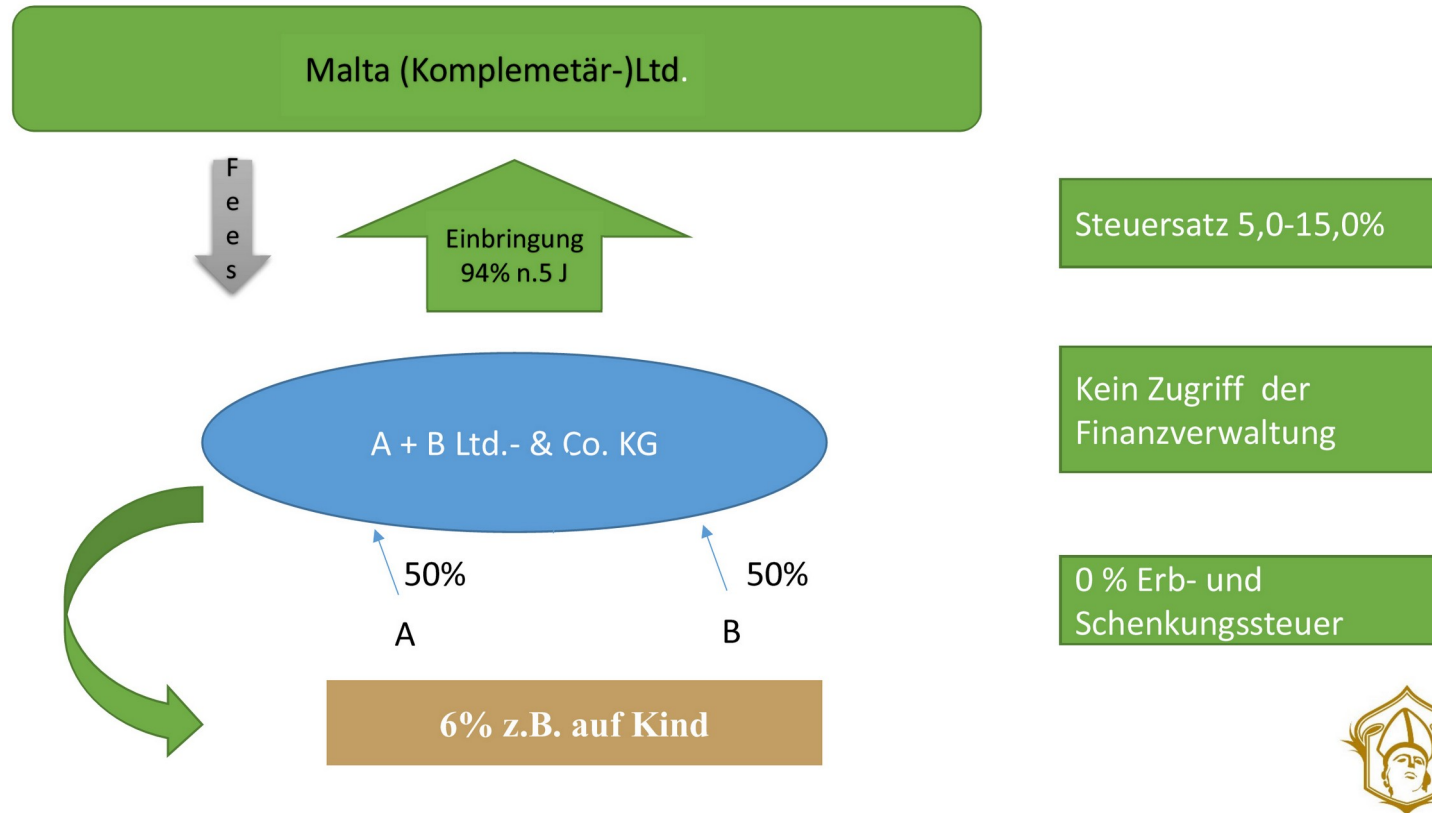 Malta (Komplemetär-)Ltd.
Fees
Einbringung
94% n.5 J
Steuersatz 5,0-15,0%
Kein Zugriff der
Finanzverwaltung
A + B Ltd.- & Co. KG
50%
50%
A
B
0 % Erb- und
Schenkungssteuer
6% z.B. auf Kind